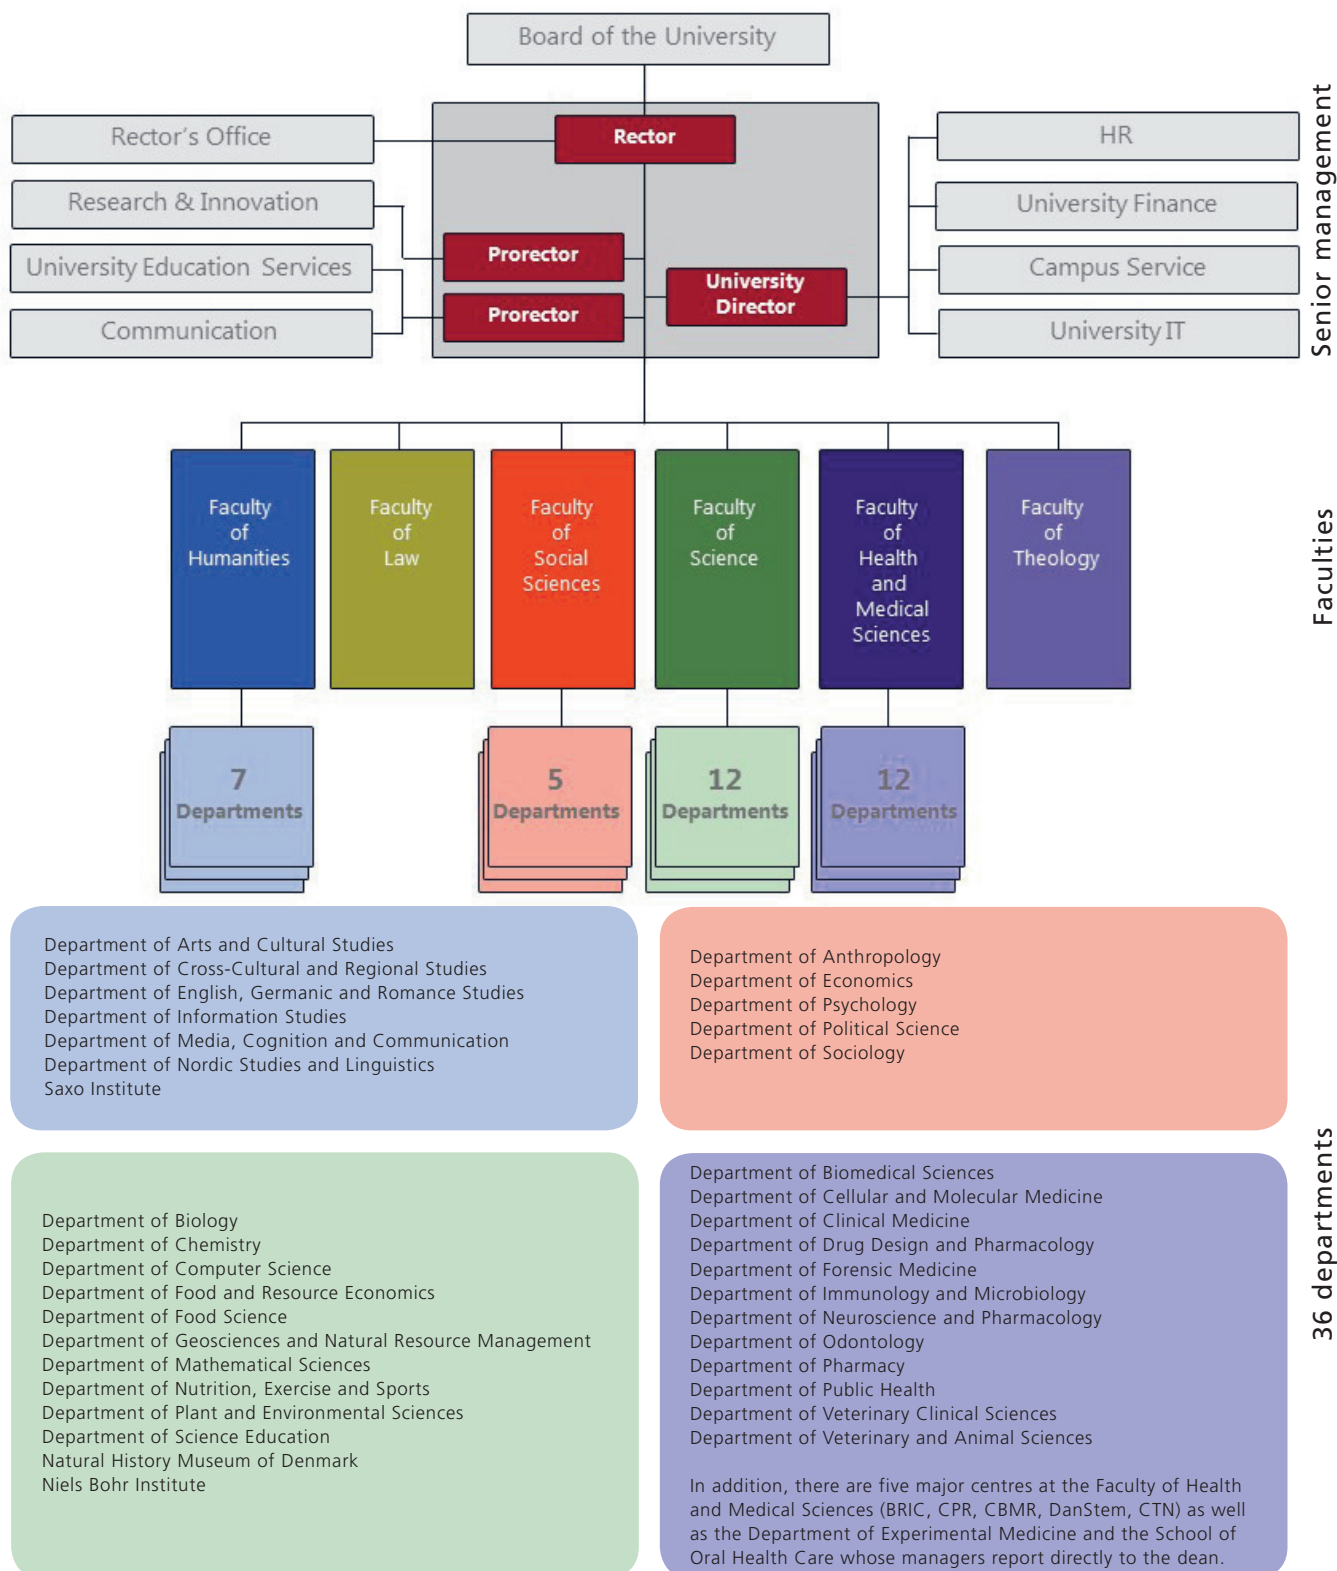 Board of the University
Rector's Office
Rector
HR
Research & Innovation
University Finance
University Education Services
Prorector
Campus Service
University
Director
Communication
Prorector
University IT
Senior management
Faculty
of
Humanities
Faculty
of
Law
Faculty
of
Social
Sciences
Faculty
of
Science
Faculty
of
Health
and
Medical
Sciences
Faculty
of
Theology
Faculties
7
Departments
5
Departments
12
Departments
12
Departments
Department of Arts and Cultural Studies
Department of Cross-Cultural and Regional Studies
Department of English, Germanic and Romance Studies
Department of Information Studies
Department of Media, Cognition and Communication
Department of Nordic Studies and Linguistics
Saxo Institute
Department of Anthropology
Department of Economics
Department of Psychology
Department of Political Science
Department of Sociology
Department of Biology
Department of Chemistry
Department of Computer Science
Department of Food and Resource Economics
Department of Food Science
Department of Geosciences and Natural Resource Management
Department of Mathematical Sciences
Department of Nutrition, Exercise and Sports
Department of Plant and Environmental Sciences
Department of Science Education
Natural History Museum of Denmark
Niels Bohr Institute
Department of Biomedical Sciences
Department of Cellular and Molecular Medicine
Department of Clinical Medicine
Department of Drug Design and Pharmacology
Department of Forensic Medicine
Department of Immunology and Microbiology
Department of Neuroscience and Pharmacology
Department of Odontology
Department of Pharmacy
Department of Public Health
Department of Veterinary Clinical Sciences
Department of Veterinary and Animal Sciences
In addition, there are five major centres at the Faculty of Health
and Medical Sciences (BRIC, CPR, CBMR, DanStem, CTN) as well
as the Department of Experimental Medicine and the School of
Oral Health Care whose managers report directly to the dean.
36 departments